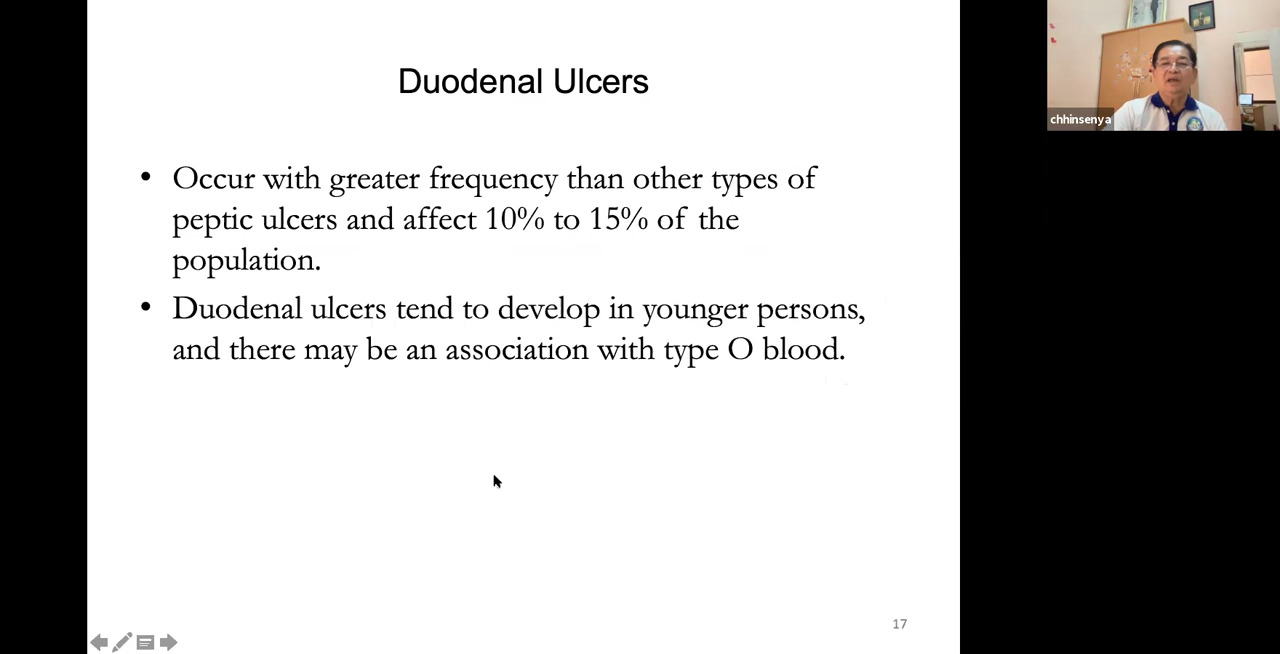 Duodenal Ulcers
• Occur with greater frequency than other types of
peptic ulcers and affect 10% to 15% of the
population.
• Duodenal ulcers tend to develop in younger persons,
and there may be an association with type O blood.
17
chhinsenya